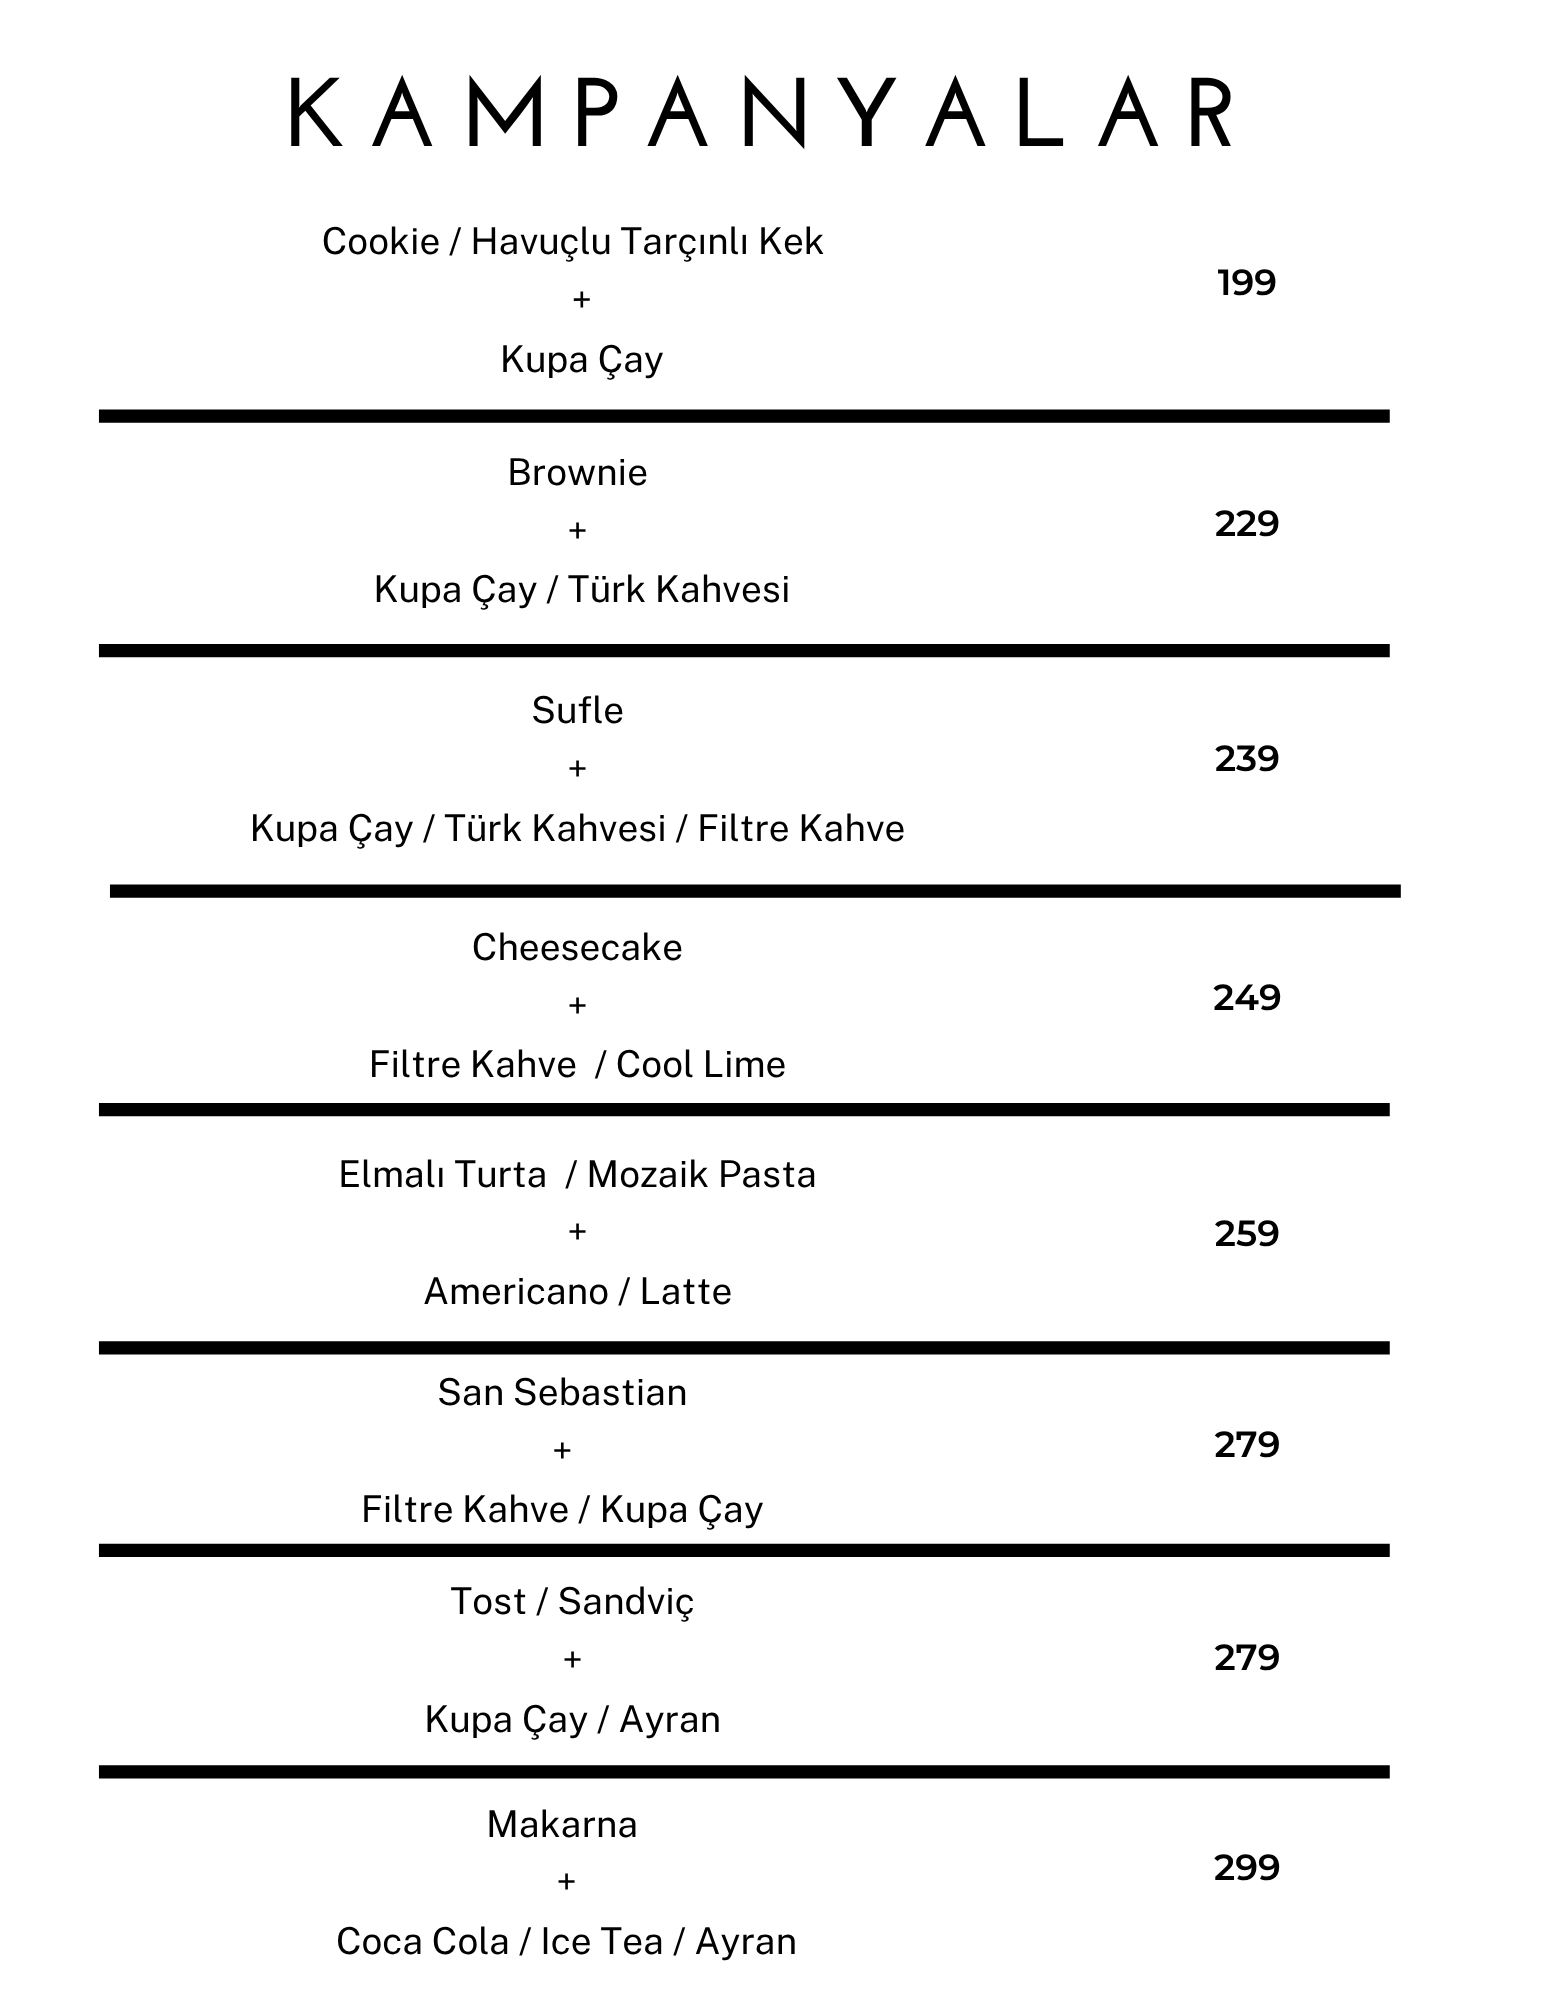 KAMPANYALAR
Cookie / Havuçlu Tarçınlı Kek
+
199
Kupa Çay
Brownie
+
229
Kupa Çay / Türk Kahvesi
Sufle
+
239
Kupa Çay / Türk Kahvesi / Filtre Kahve
Cheesecake
+
249
Filtre Kahve / Cool Lime
Elmalı Turta / Mozaik Pasta
+
259
Americano / Latte
San Sebastian
+
279
Filtre Kahve / Kupa Çay
Tost / Sandviç
+
279
Kupa Çay / Ayran
Makarna
+
299
Coca Cola / Ice Tea / Ayran